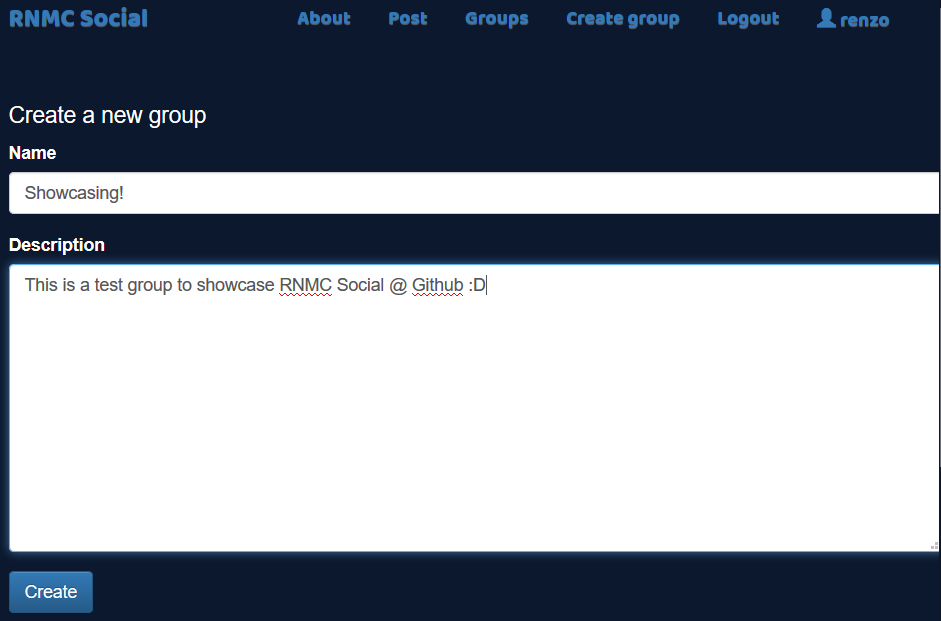 RNMC Social About Post Groups Create group Logout renzo
Create a new group
Name
Showcasing!
Description
This is a test group to showcase RNMC Social @ Github :D
Create